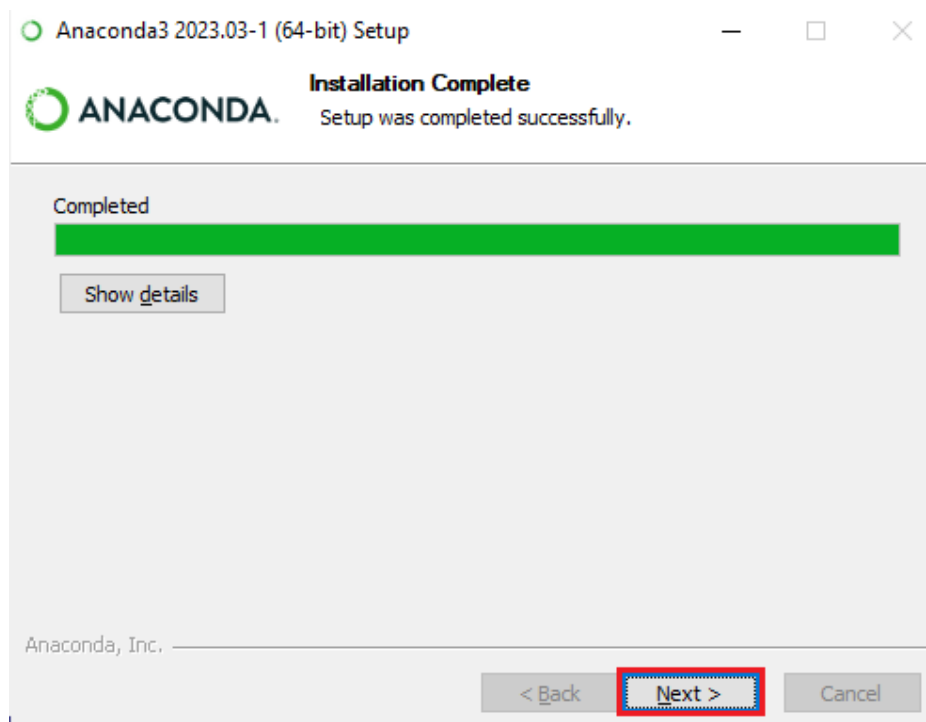 Anaconda3 2023.03-1 (64-bit) Setup
ANACONDA.
Installation Complete
Setup was completed successfully.
Completed
Show details
Anaconda, Inc.
< Back
Next >
Cancel